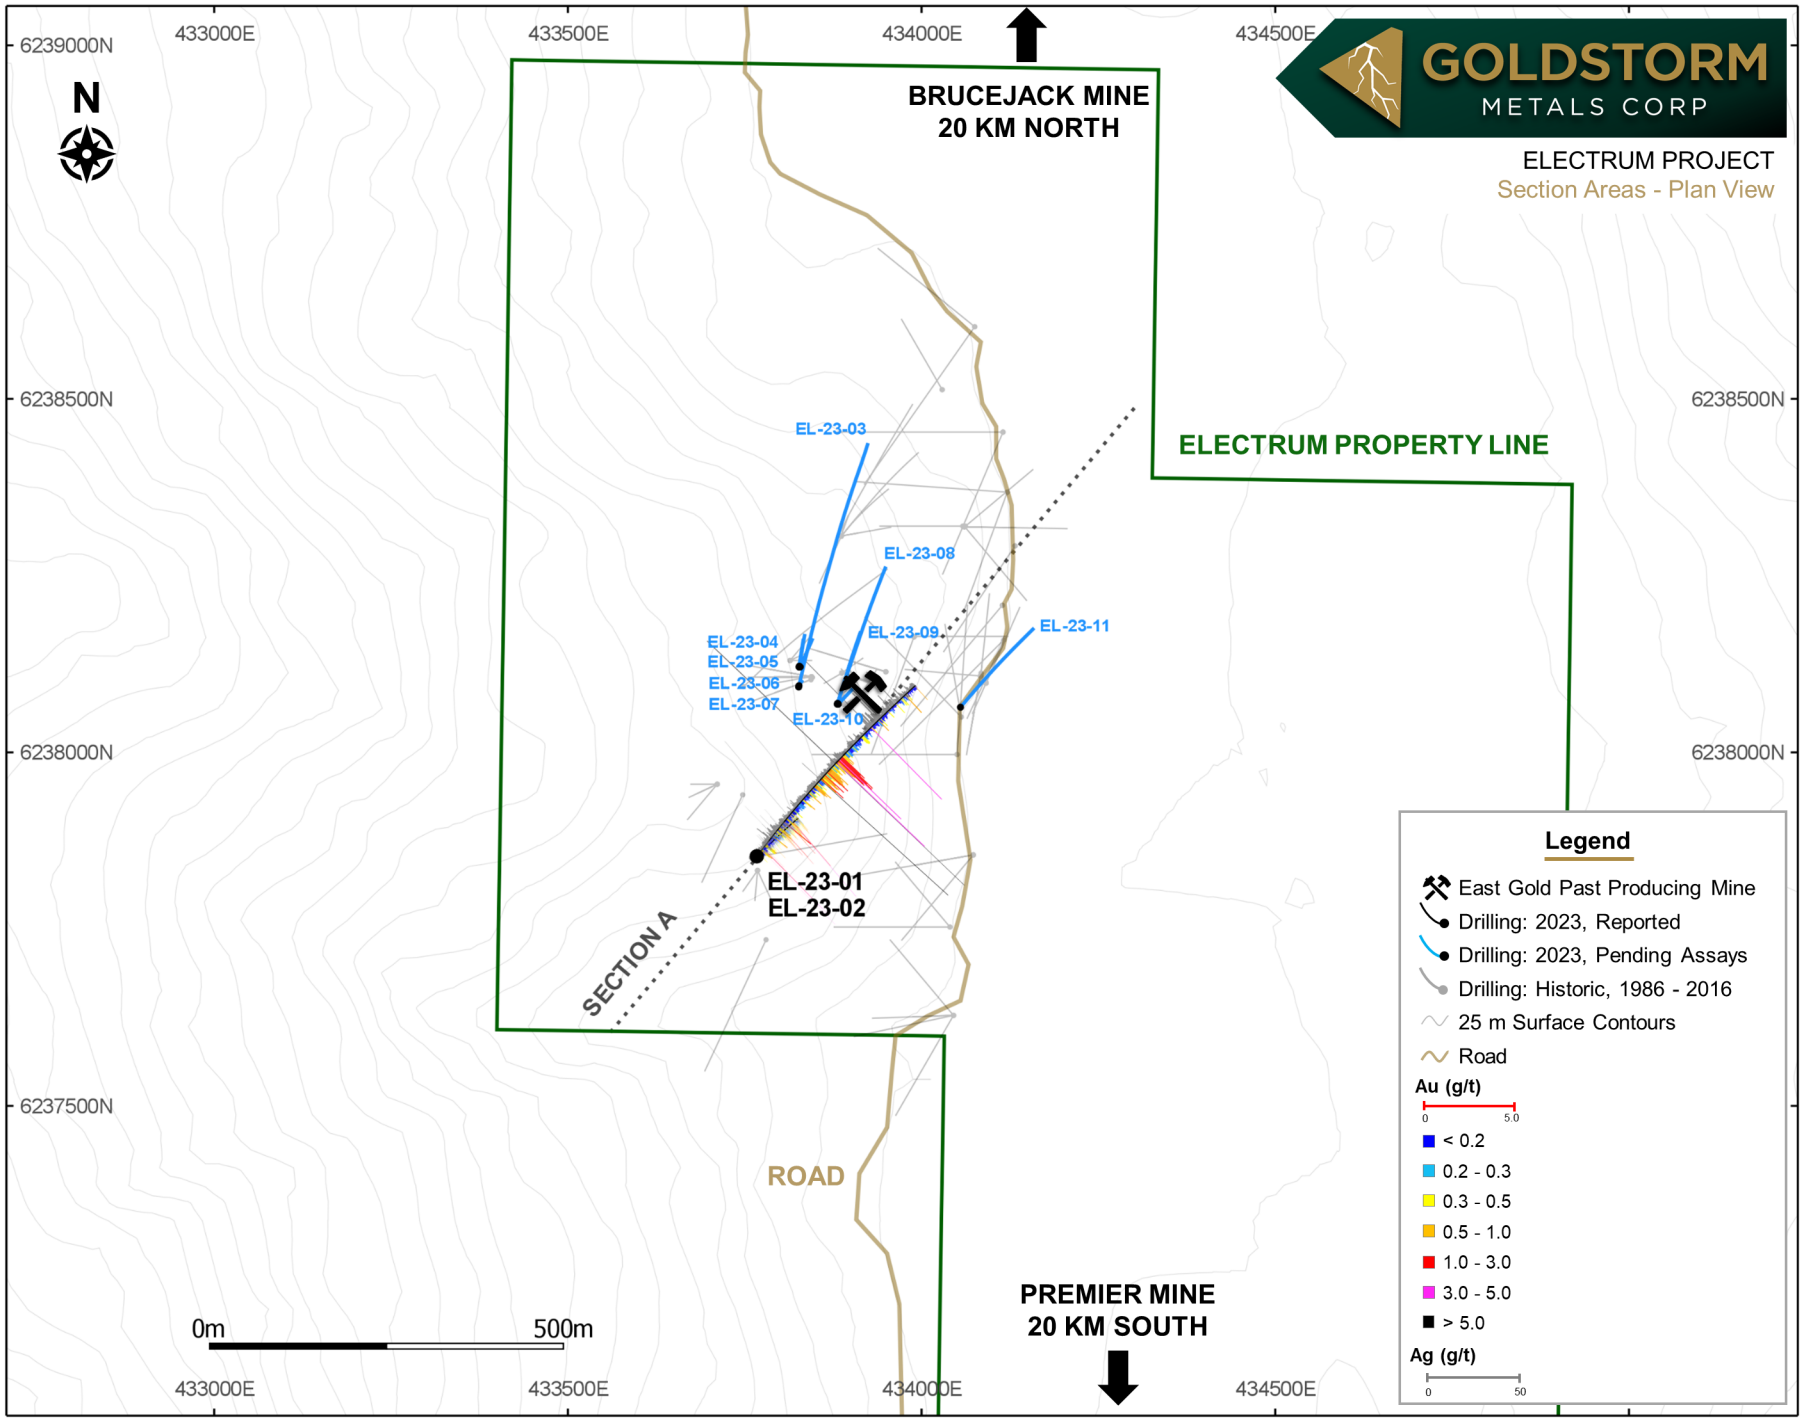 433000E
433500E
434000E
434500E
6239000N
N
BRUCEJACK MINE
20 KM NORTH
GOLDSTORM
METALS CORP
ELECTRUM PROJECT
Section Areas - Plan View
6238500N
6238500N
EL-23-03
ELECTRUM PROPERTY LINE
EL-23-08
EL-23-09
EL-23-11
EL-23-04
EL-23-05
EL-23-06
EL-23-07
EL-23-10
6238000N
6238000N
EL-23-01
EL-23-02
SECTION A
Legend
East Gold Past Producing Mine
Drilling: 2023, Reported
Drilling: 2023, Pending Assays
Drilling: Historic, 1986 - 2016
25 m Surface Contours
Road
Au (g/t)
0 5.0
< 0.2
0.2 - 0.3
0.3 - 0.5
0.5 - 1.0
1.0 - 3.0
3.0 - 5.0
> 5.0
Ag (g/t)
0 50
6237500N
ROAD
PREMIER MINE
20 KM SOUTH
0m 500m
433000E
433500E
434000E
434500E